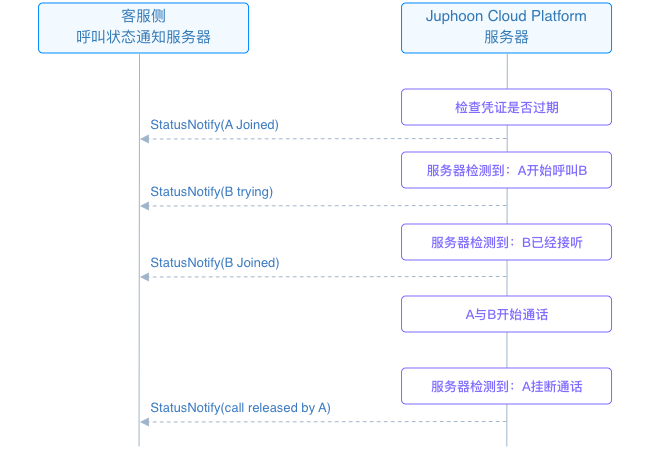 客服侧
呼叫状态通知服务器
Juphoon Cloud Platform
服务器
检查凭证是否过期
StatusNotify(A Joined)
服务器检测到：A开始呼叫B
StatusNotify(B trying)
服务器检测到：B已经接听
StatusNotify(B Joined)
A与B开始通话
服务器检测到：A挂断通话
StatusNotify(call released by A)